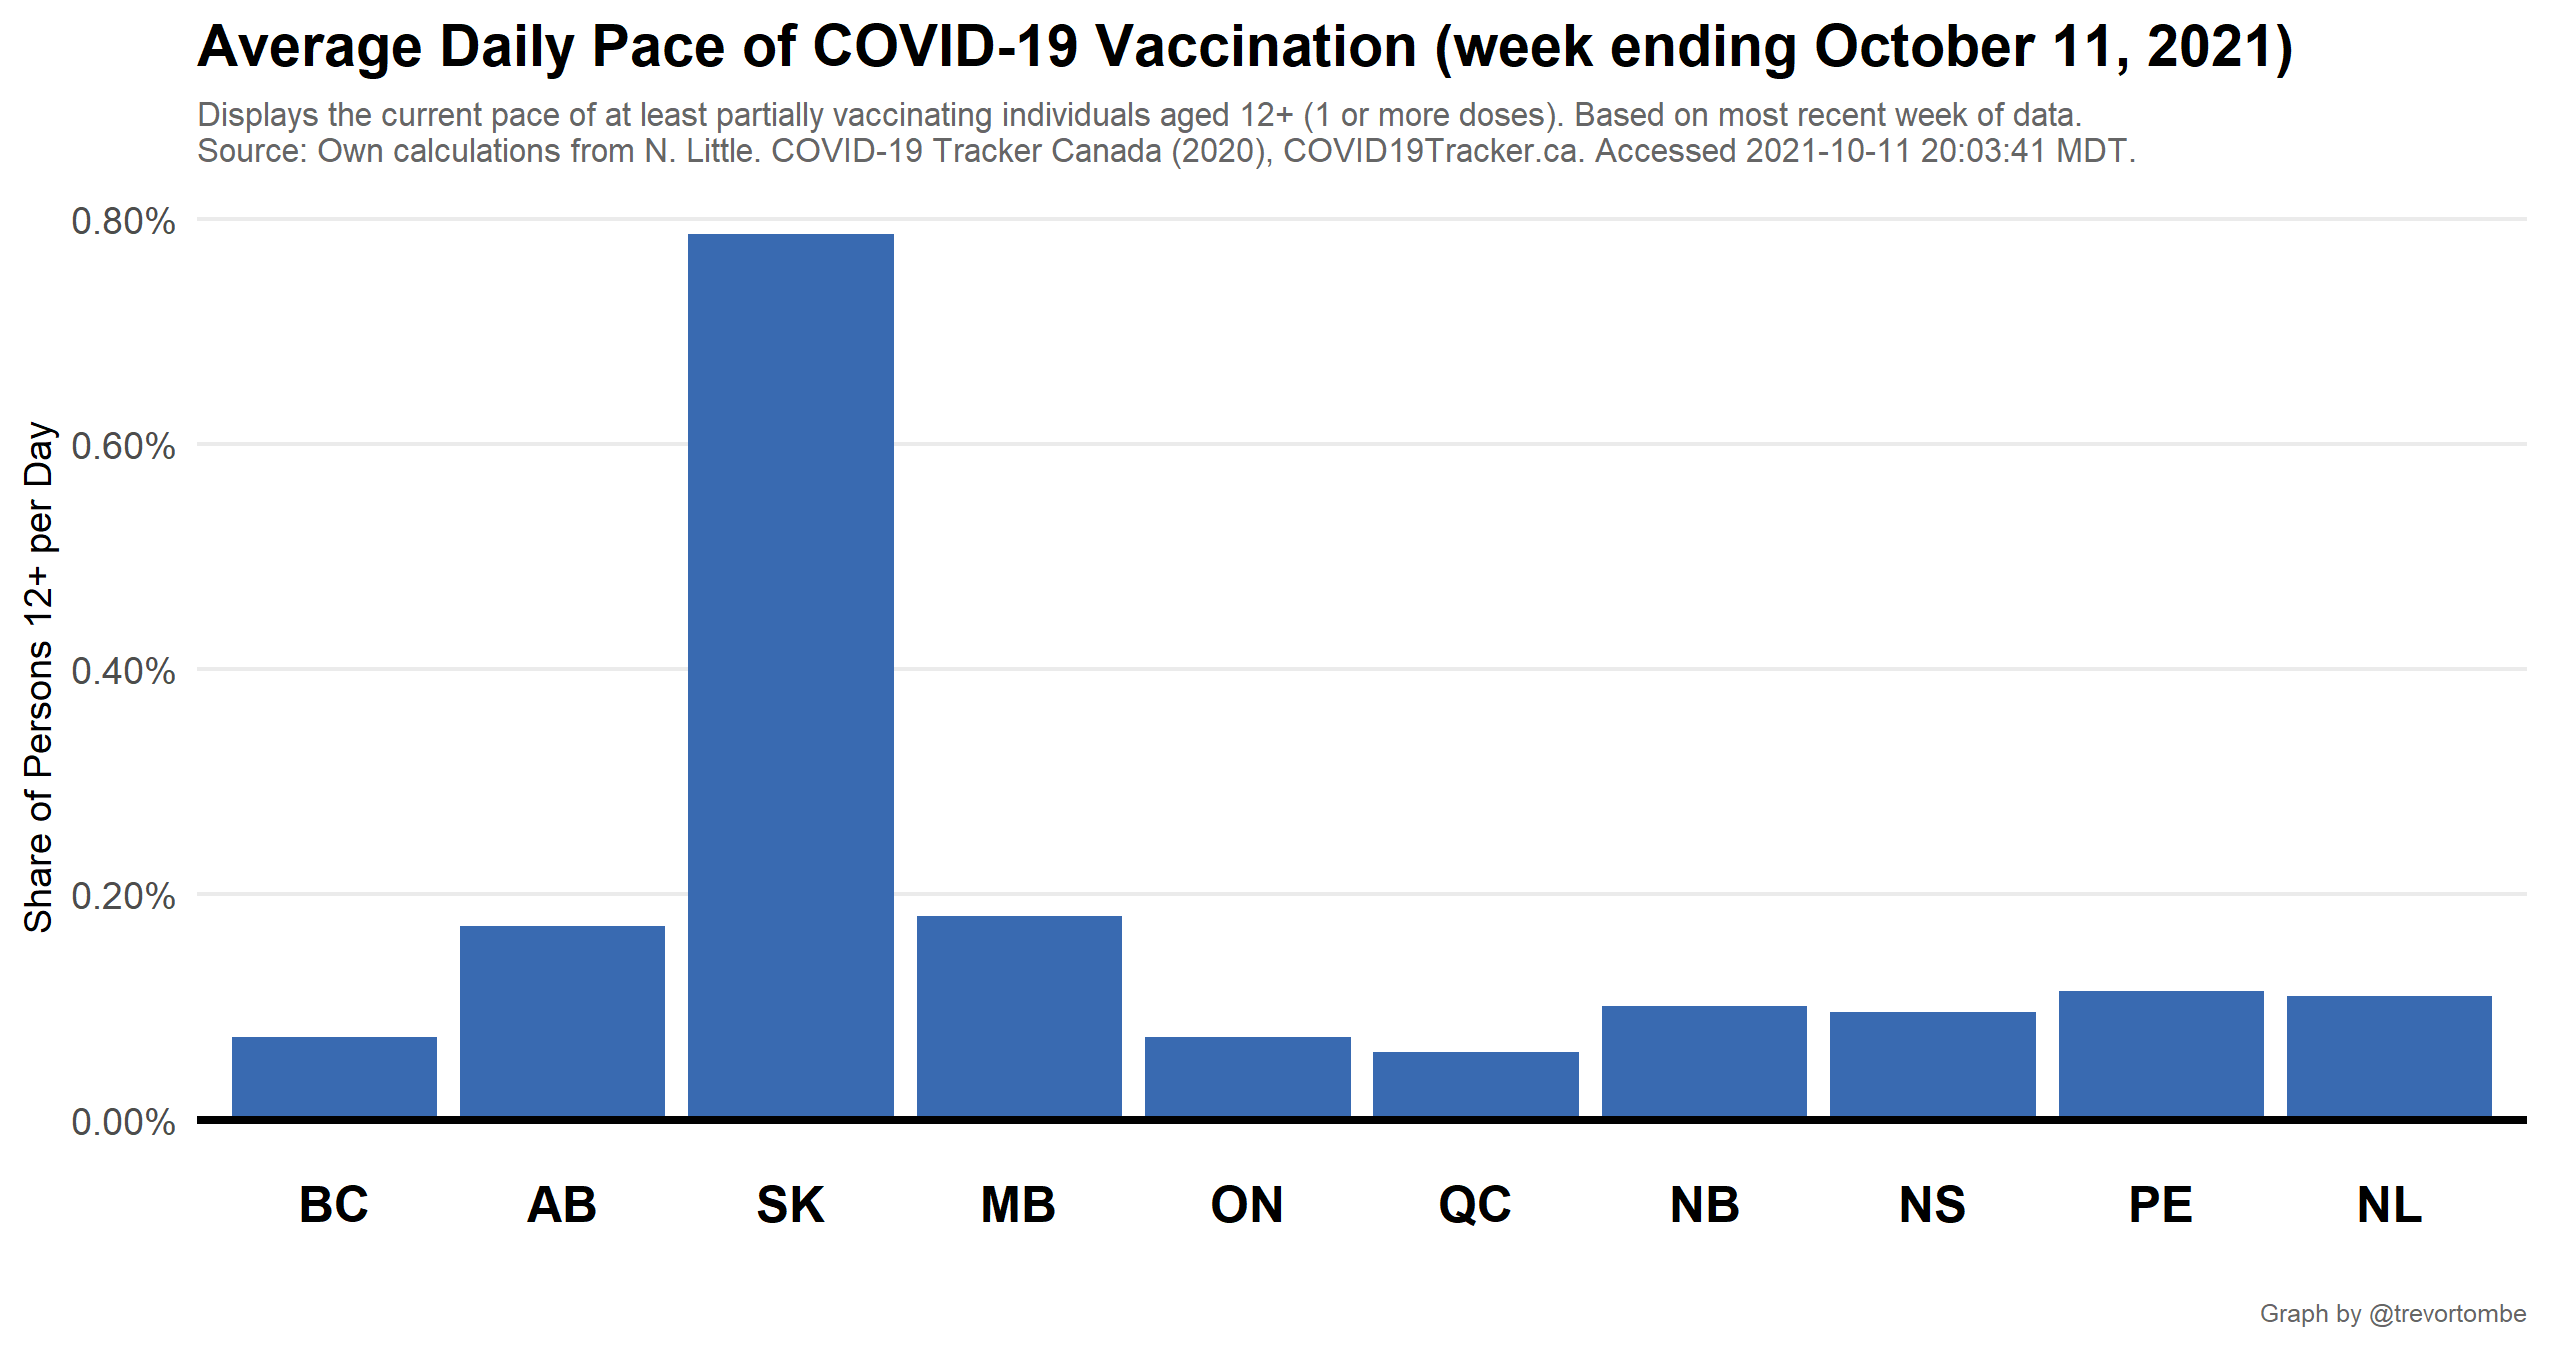 Average Daily Pace of COVID-19 Vaccination (week ending October 11, 2021)
Displays the current pace of at least partially vaccinating individuals aged 12+ (1 or more doses). Based on most recent week of data.
Source: Own calculations from N. Little. COVID-19 Tracker Canada (2020), COVID19Tracker.ca. Accessed 2021-10-11 20:03:41 MDT.
Share of Persons 12+ per Day
0.80%
0.60%
0.40%
0.20%
0.00%
BC AB SK MB ON QC NB NS PE NL
Graph by @trevortombe